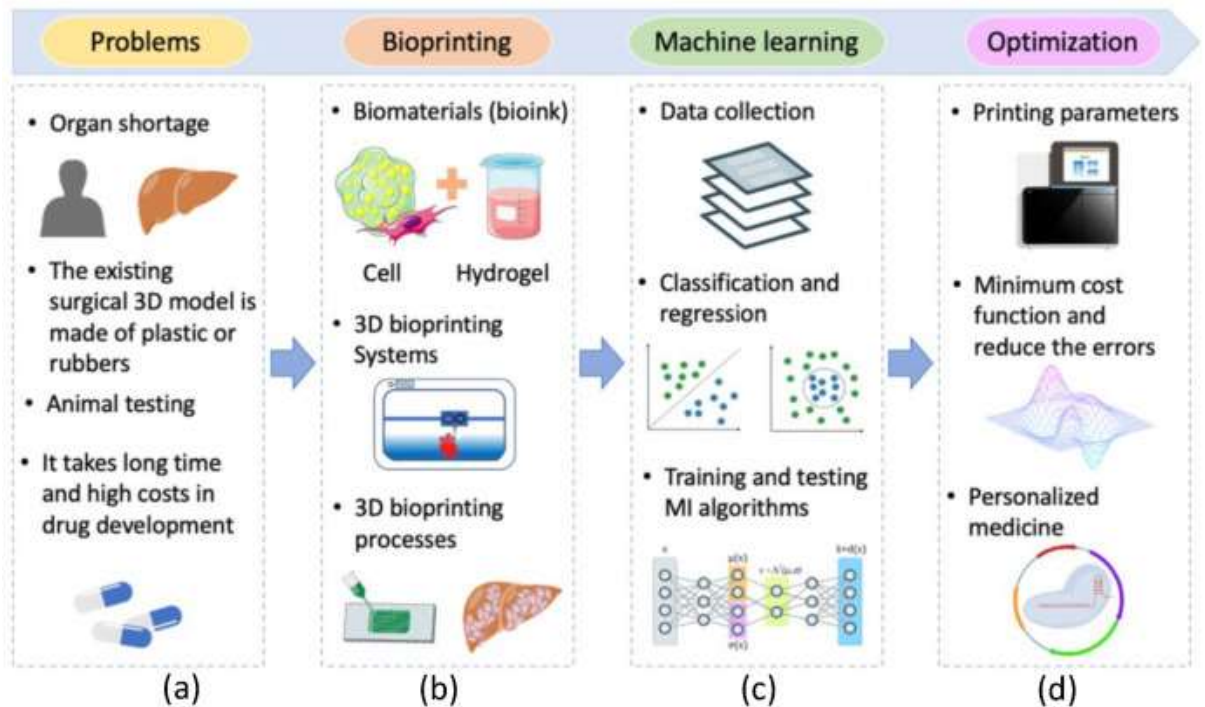 Problems
Bioprinting
Machine learning
Optimization
• Organ shortage
• The existing
surgical 3D model is
made of plastic or
rubbers
• Animal testing
• It takes long time
and high costs in
drug development
(a)
• Biomaterials (bioink)
Cell
Hydrogel
• 3D bioprinting
Systems
• 3D bioprinting
processes
(b)
• Data collection
• Classification and
regression
• Training and testing
MI algorithms
x
μ(x)
(c)
• Printing parameters
• Minimum cost
function and
reduce the errors
• Personalized
medicine
(d)